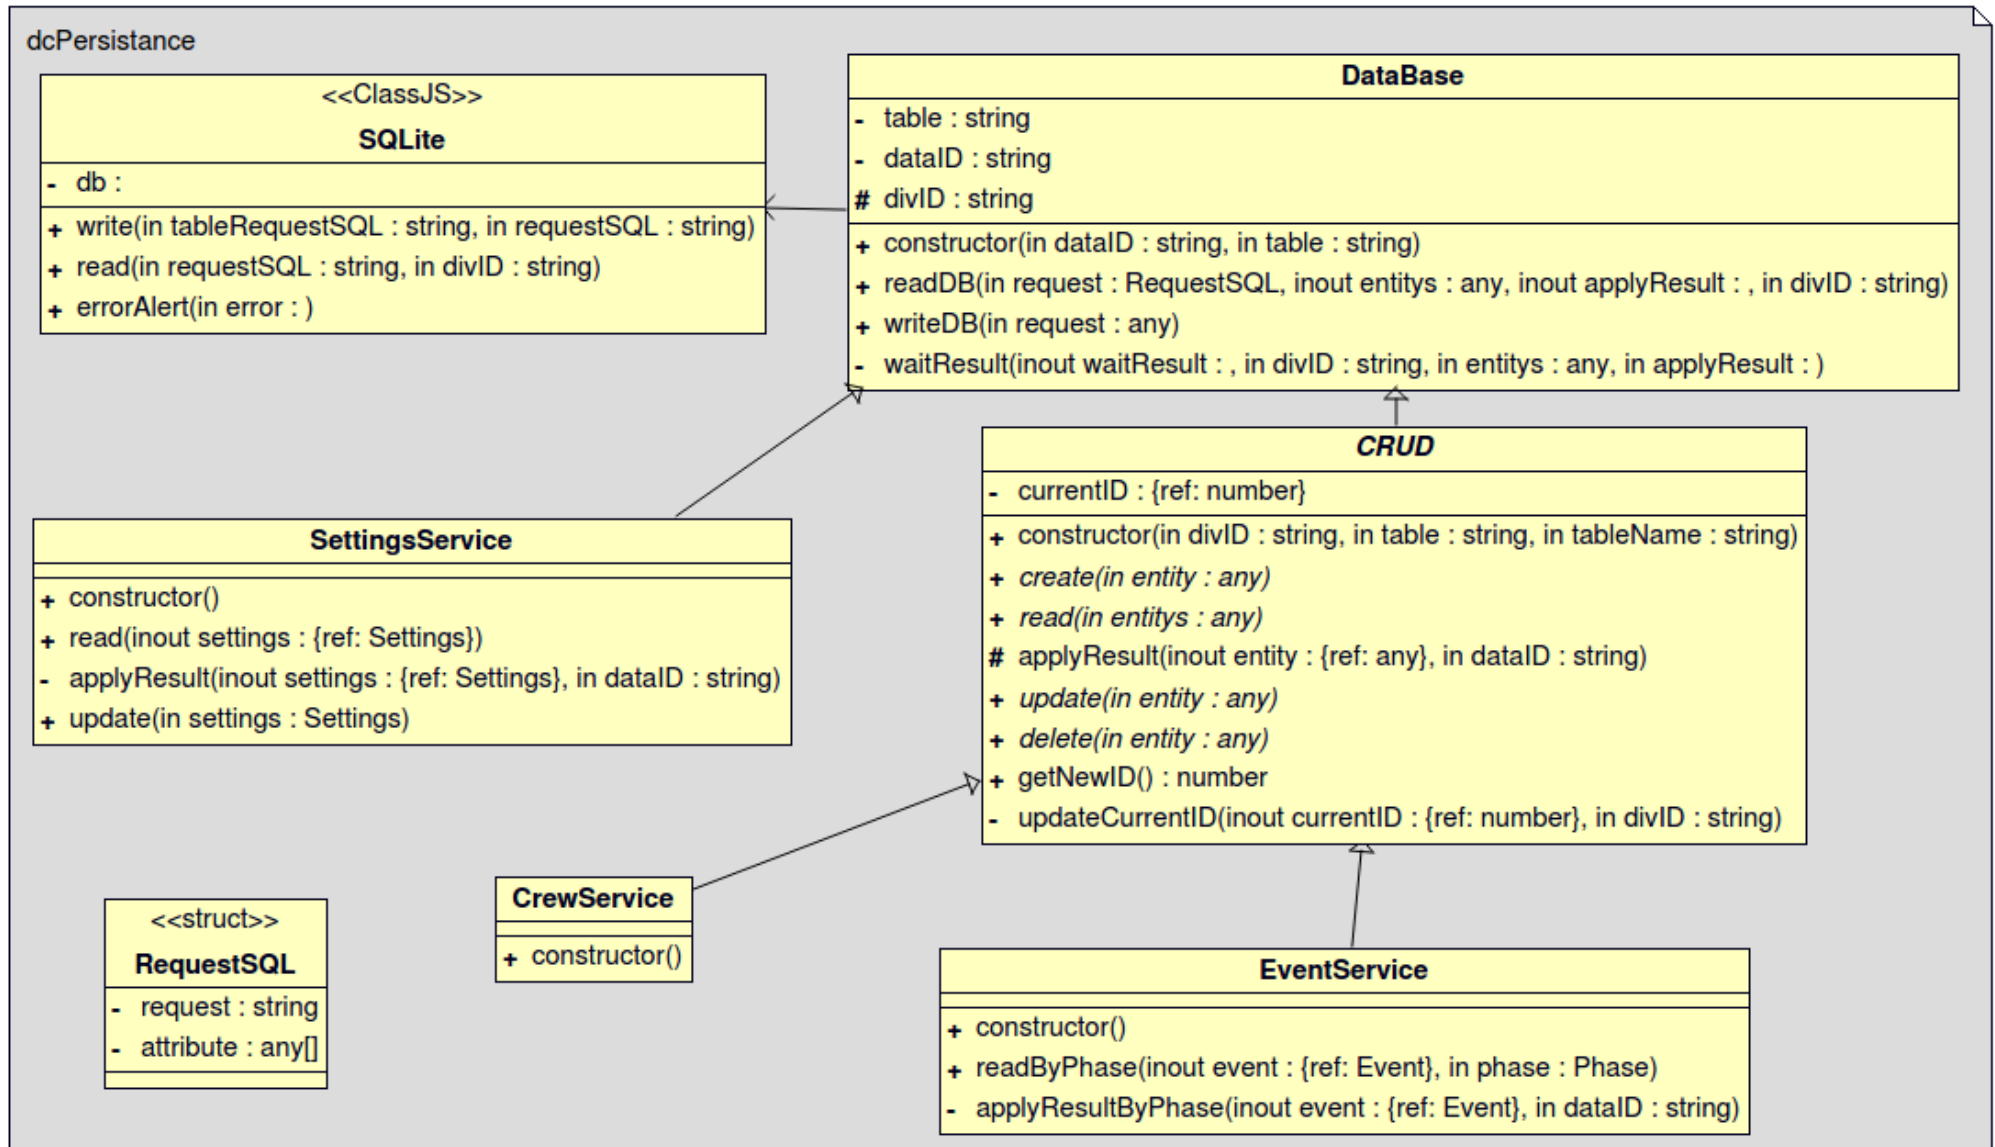 dcPersistance
<<ClassJS>>
SQLite
- db :
+ write(in tableRequestSQL : string, in requestSQL : string)
+ read(in requestSQL : string, in divID : string)
+ errorAlert(in error : )
DataBase
- table : string
- dataID : string
# divID : string
+ constructor(in dataID : string, in table : string)
+ readDB(in request : RequestSQL, inout entitys : any, inout applyResult : , in divID : string)
+ writeDB(in request : any)
- waitResult(inout waitResult : , in divID : string, in entitys : any, in applyResult : )
CRUD
- currentID : {ref: number}
+ constructor(in divID : string, in table : string, in tableName : string)
+ create(in entity : any)
+ read(in entitys : any)
# applyResult(inout entity : {ref: any}, in dataID : string)
+ update(in entity : any)
+ delete(in entity : any)
+ getNewID() : number
- updateCurrentID(inout currentID : {ref: number}, in divID : string)
SettingsService
+ constructor()
+ read(inout settings : {ref: Settings})
- applyResult(inout settings : {ref: Settings}, in dataID : string)
+ update(in settings : Settings)
CrewService
+ constructor()
<<struct>>
RequestSQL
- request : string
- attribute : any[]
EventService
+ constructor()
+ readByPhase(inout event : {ref: Event}, in phase : Phase)
- applyResultByPhase(inout event : {ref: Event}, in dataID : string)